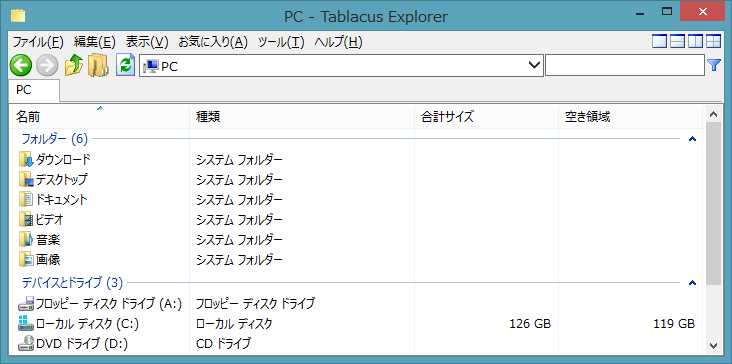 PC - Tablacus Explorer
ファイル(F) 編集(E) 表示(V) お気に入り(A) ツール(T) ヘルプ(H)
PC
PC
名前 種類 合計サイズ 空き領域
フォルダー (6)
ダウンロード システム フォルダー
デスクトップ システム フォルダー
ドキュメント システム フォルダー
ビデオ システム フォルダー
音楽 システム フォルダー
画像 システム フォルダー
デバイスとドライブ (3)
フロッピー ディスク ドライブ (A:) フロッピー ディスク ドライブ
ローカル ディスク (C:) ローカル ディスク 126 GB 119 GB
DVD ドライブ (D:) CD ドライブ